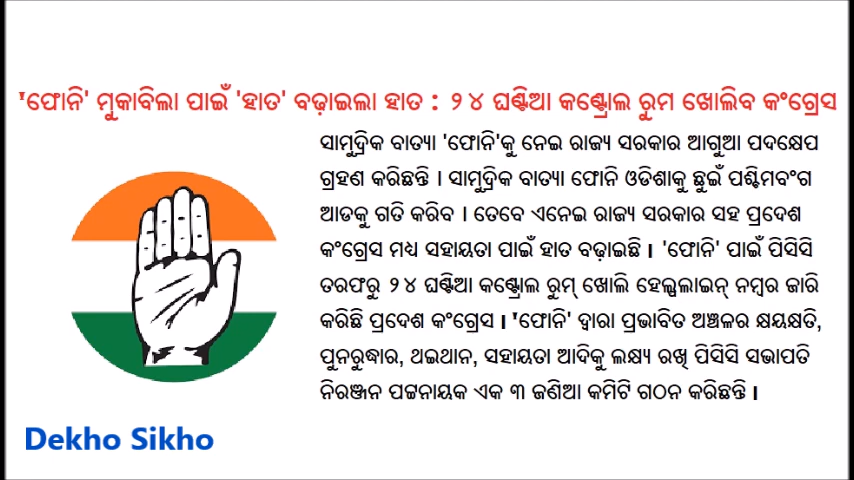 'ଫୋନି' ମୁକାବିଲା ପାଇଁ 'ହାତ' ବଢ଼ାଇଲା ହାତ : ୨୪ ଘଣ୍ଟିଆ କଣ୍ଟ୍ରୋଲ ରୁମ ଖୋଲିବ କଂଗ୍ରେସ
ସାମୁଦ୍ରିକ ବାତ୍ୟା 'ଫୋନି'କୁ ନେଇ ରାଜ୍ୟ ସରକାର ଆଗୁଆ ପଦକ୍ଷେପ
ଗ୍ରହଣ କରିଛନ୍ତି । ସାମୁଦ୍ରିକ ବାତ୍ୟା ଫୋନି ଓଡିଶାକୁ ଛୁଇଁ ପଶ୍ଚିମବଂଗ
ଆଡକୁ ଗତି କରିବ । ତେବେ ଏନେଇ ରାଜ୍ୟ ସରକାର ସହ ପ୍ରଦେଶ
କଂଗ୍ରେସ ମଧ୍ୟ ସହାୟତା ପାଇଁ ହାତ ବଢ଼ାଇଛି । 'ଫୋନି' ପାଇଁ ପିସିସି
ତରଫରୁ ୨୪ ଘଣ୍ଟିଆ କଣ୍ଟ୍ରୋଲ ରୁମ୍ ଖୋଲି ହେଲ୍ପଲାଇନ୍ ନମ୍ବର ଜାରି
କରିଛି ପ୍ରଦେଶ କଂଗ୍ରେସ । 'ଫୋନି' ଦ୍ୱାରା ପ୍ରଭାବିତ ଅଞ୍ଚଳର କ୍ଷୟକ୍ଷତି,
ପୁନରୁଦ୍ଧାର, ଥଇଥାନ, ସହାୟତା ଆଦିକୁ ଲକ୍ଷ୍ୟ ରଖି ପିସିସି ସଭାପତି
ନିରଞ୍ଜନ ପଟ୍ଟନାୟକ ଏକ ୩ ଜଣିଆ କମିଟି ଗଠନ କରିଛନ୍ତି ।
Dekho Sikho